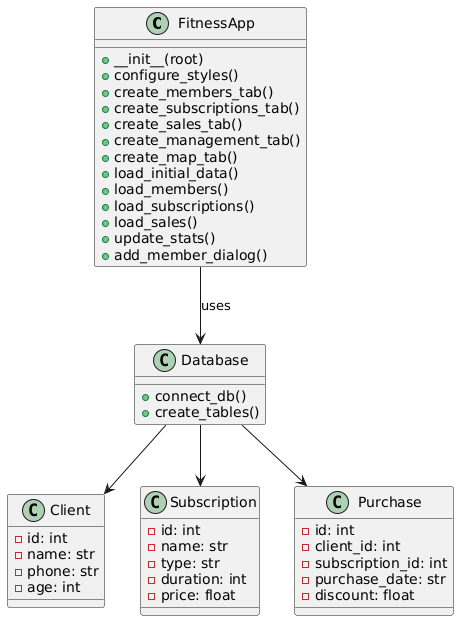 C FitnessApp
__init__(root)
configure_styles()
create_members_tab()
create_subscriptions_tab()
create_sales_tab()
create_management_tab()
create_map_tab()
load_initial_data()
load_members()
load_subscriptions()
load_sales()
update_stats()
add_member_dialog()
uses
C Database
connect_db()
create_tables()
C Client
id: int
name: str
phone: str
age: int
C Subscription
id: int
name: str
type: str
duration: int
price: float
C Purchase
id: int
client_id: int
subscription_id: int
purchase_date: str
discount: float